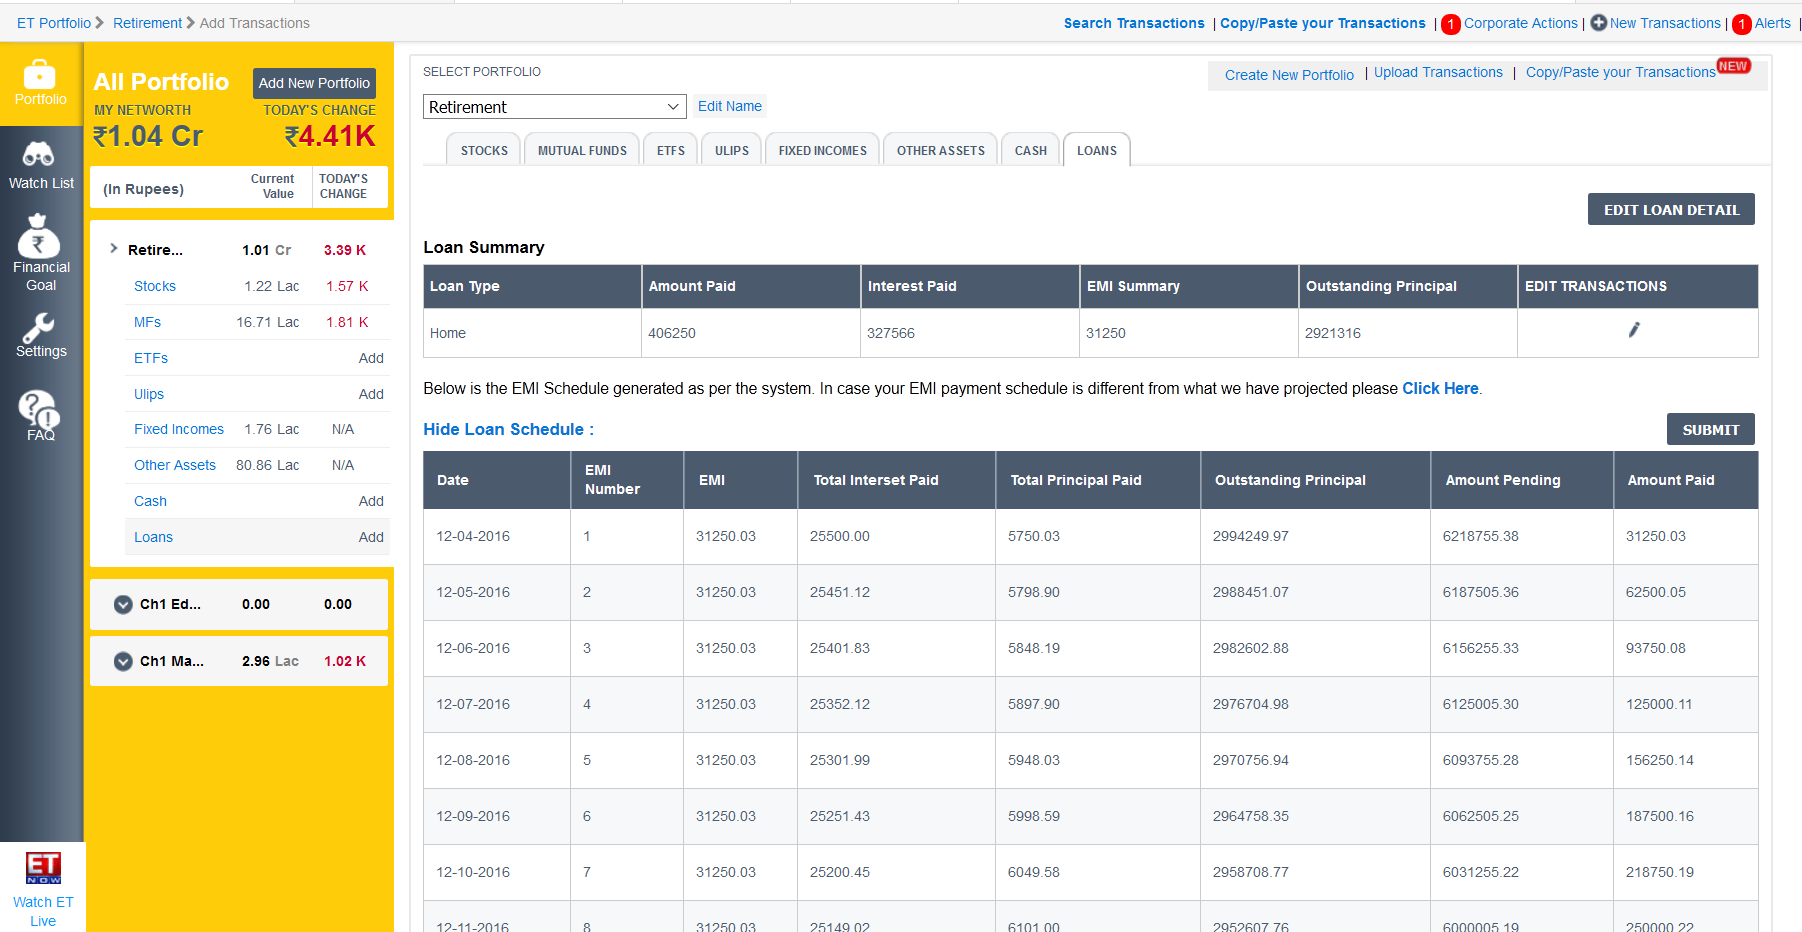 ET Portfolio Retirement Add Transactions
Search Transactions | Copy/Paste your Transactions | 1 Corporate Actions | New Transactions | 1 Alerts |
Portfolio
Watch List
Financial
Goal
Settings
FAQ
ET
NOW
Watch ET
Live
All Portfolio Add New Portfolio
MY NETWORTH TODAY'S CHANGE
₹1.04 Cr ₹4.41K
(In Rupees) Current Value TODAY'S CHANGE
Retire... 1.01 Cr 3.39 K
Stocks 1.22 Lac 1.57 K
MFs 16.71 Lac 1.81 K
ETFs Add
Ulips Add
Fixed Incomes 1.76 Lac N/A
Other Assets 80.86 Lac N/A
Cash Add
Loans Add
Ch1 Ed... 0.00 0.00
Ch1 Ma... 2.96 Lac 1.02 K
SELECT PORTFOLIO
Create New Portfolio | Upload Transactions | Copy/Paste your Transactions NEW
Retirement Edit Name
STOCKS MUTUAL FUNDS ETFS ULIPS FIXED INCOMES OTHER ASSETS CASH LOANS
EDIT LOAN DETAIL
Loan Summary
Loan Type Amount Paid Interest Paid EMI Summary Outstanding Principal EDIT TRANSACTIONS
Home 406250 327566 31250 2921316
Below is the EMI Schedule generated as per the system. In case your EMI payment schedule is different from what we have projected please Click Here.
Hide Loan Schedule :
SUBMIT
Date EMI Number EMI Total Interset Paid Total Principal Paid Outstanding Principal Amount Pending Amount Paid
12-04-2016 1 31250.03 25500.00 5750.03 2994249.97 6218755.38 31250.03
12-05-2016 2 31250.03 25451.12 5798.90 2988451.07 6187505.36 62500.05
12-06-2016 3 31250.03 25401.83 5848.19 2982602.88 6156255.33 93750.08
12-07-2016 4 31250.03 25352.12 5897.90 2976704.98 6125005.30 125000.11
12-08-2016 5 31250.03 25301.99 5948.03 2970756.94 6093755.28 156250.14
12-09-2016 6 31250.03 25251.43 5998.59 2964758.35 6062505.25 187500.16
12-10-2016 7 31250.03 25200.45 6049.58 2958708.77 6031255.22 218750.19
12-11-2016 8 31250.03 25149.02 6101.00 2952607.76 6000005.19 250000.22